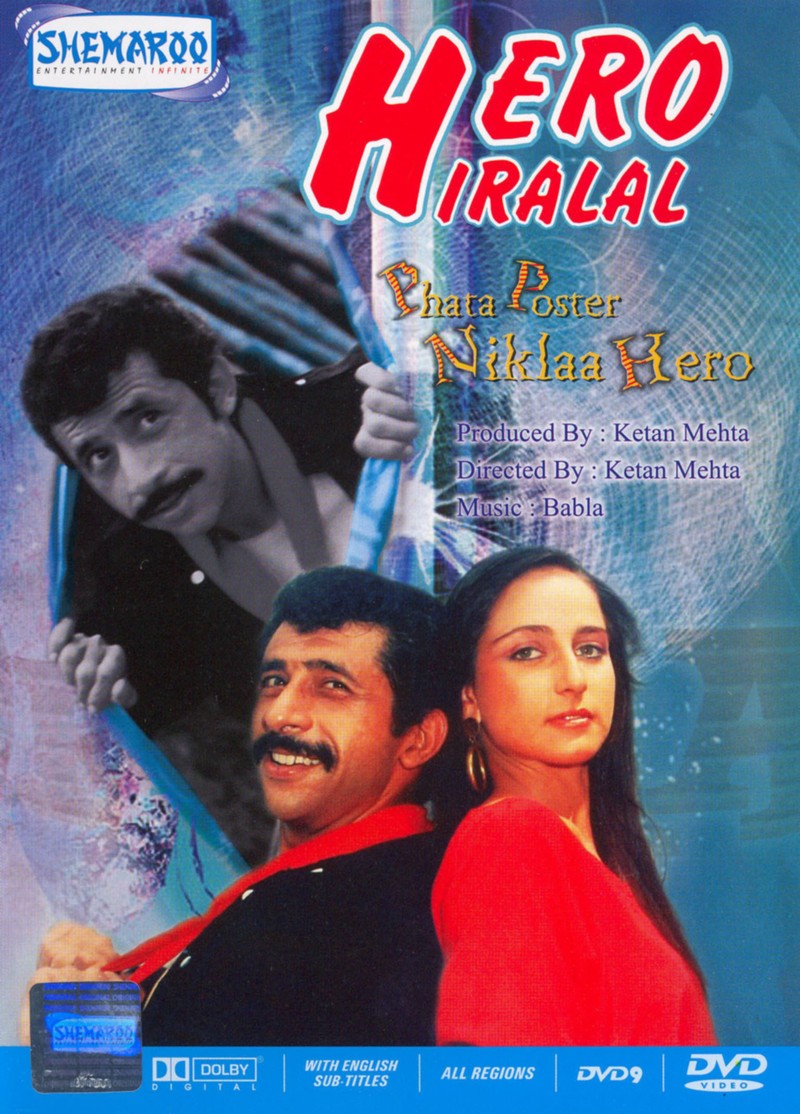 SHEMAROO
ENTERTAINMENT INFINITE
HERO
HIRALAL
Phata Poster
Niklaa Hero
Produced By : Ketan Mehta
Directed By : Ketan Mehta
Music : Babla
SHEMAROO
DOLBY
DIGITAL
WITH ENGLISH
SUB-TITLES
ALL REGIONS
DVD9
DVD
VIDEO